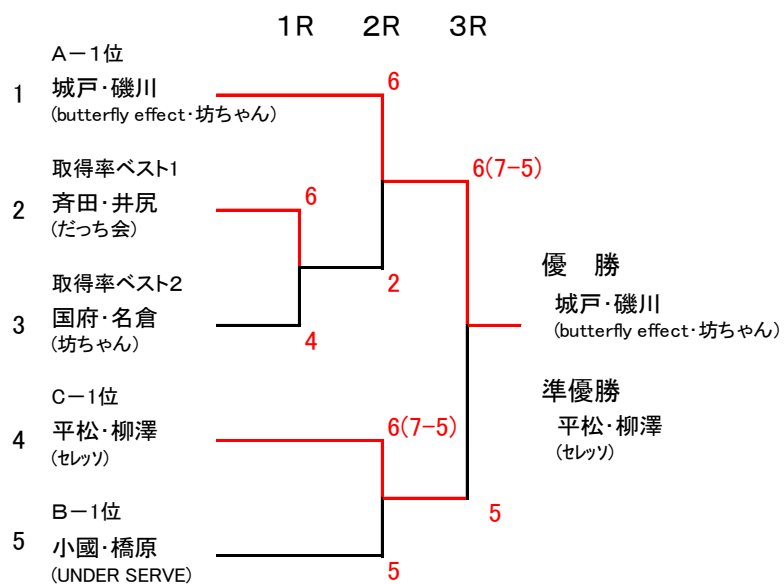 1R 2R 3R
A－1位
1 城戸・磯川 6
(butterfly effect・坊ちゃん)
取得率ベスト1 6(7-5)
2 斉田・井尻 6
(だっち会)
取得率ベスト2 2
3 国府・名倉
(坊ちゃん) 4
優　勝
城戸・磯川
(butterfly effect・坊ちゃん)
C－1位
4 平松・柳澤 6(7-5)
(セレッソ)
準優勝
平松・柳澤
(セレッソ)
B－1位 5
5 小國・橋原
(UNDER SERVE) 5